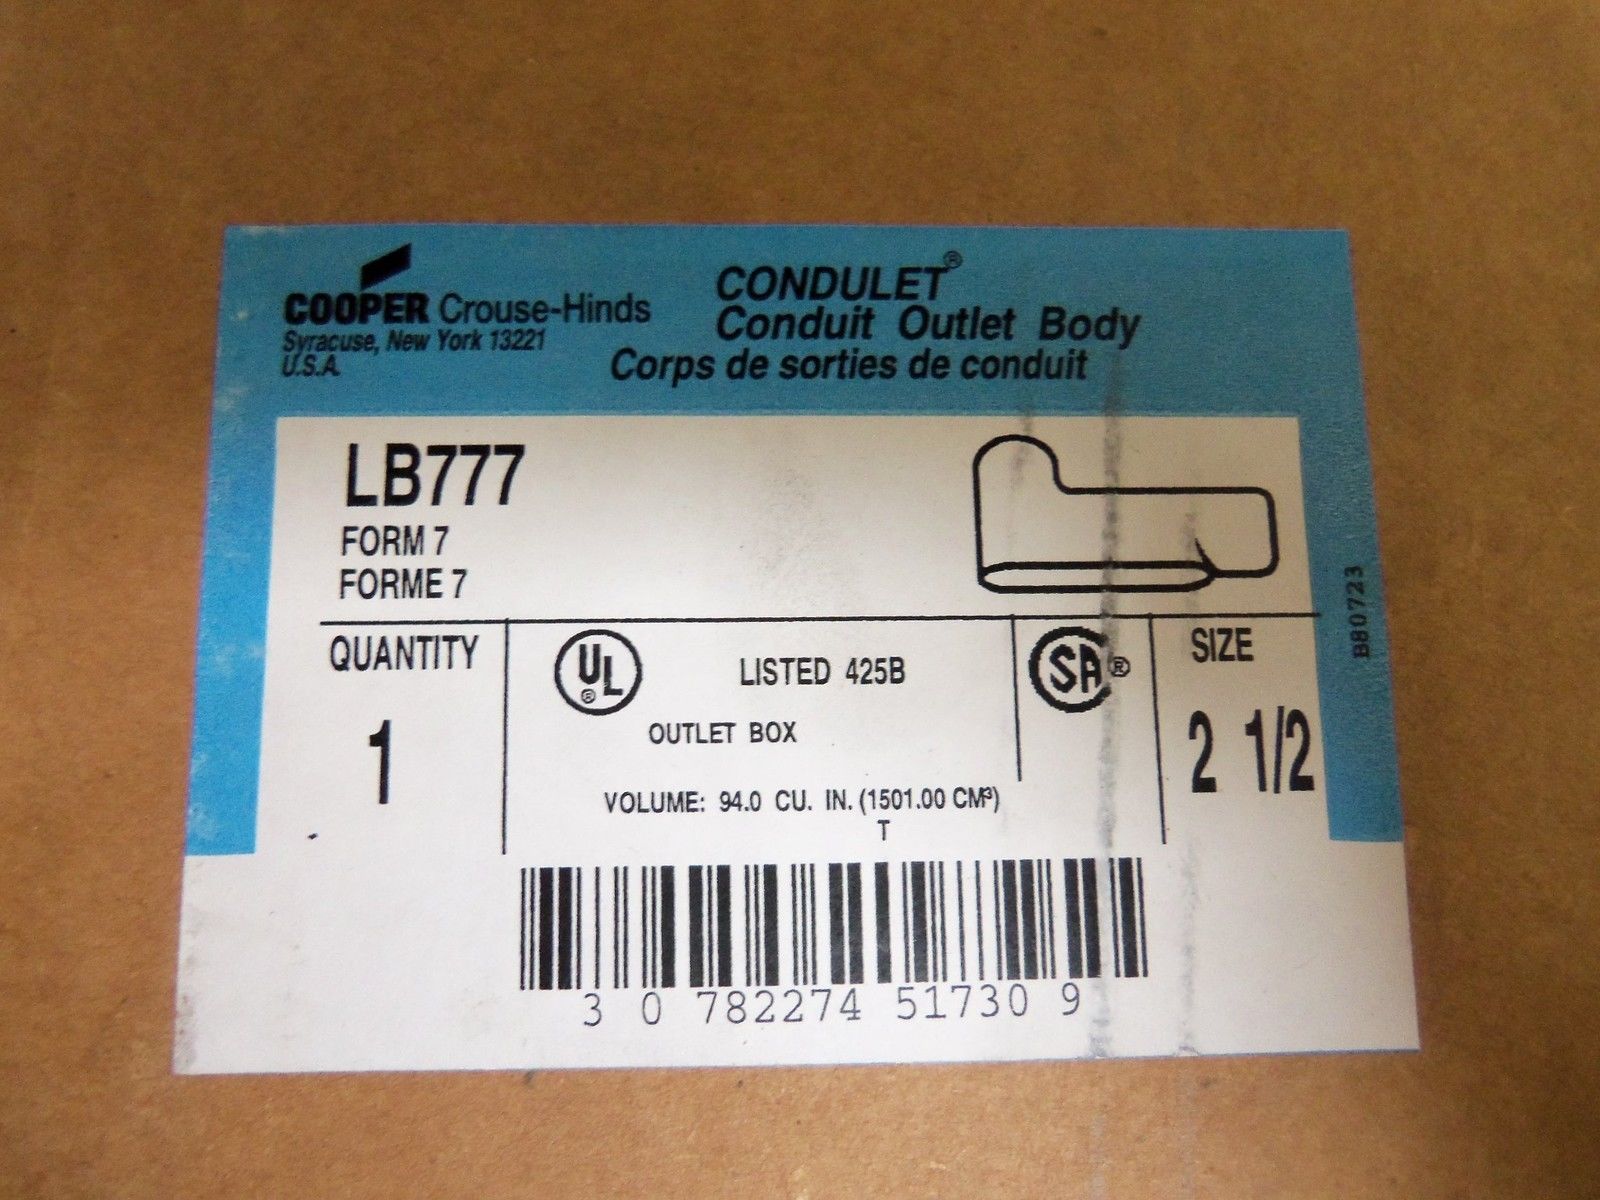 COOPER Crouse-Hinds
Syracuse, New York 13221
U.S.A.
CONDULET®
Conduit Outlet Body
Corps de sorties de conduit
LB777
FORM 7
FORME 7
QUANTITY
1
UL®
LISTED 425B
OUTLET BOX
VOLUME: 94.0 CU. IN. (1501.00 CM³)
T
SA®
SIZE
2 1/2
B80723
3 0 782274 51730 9